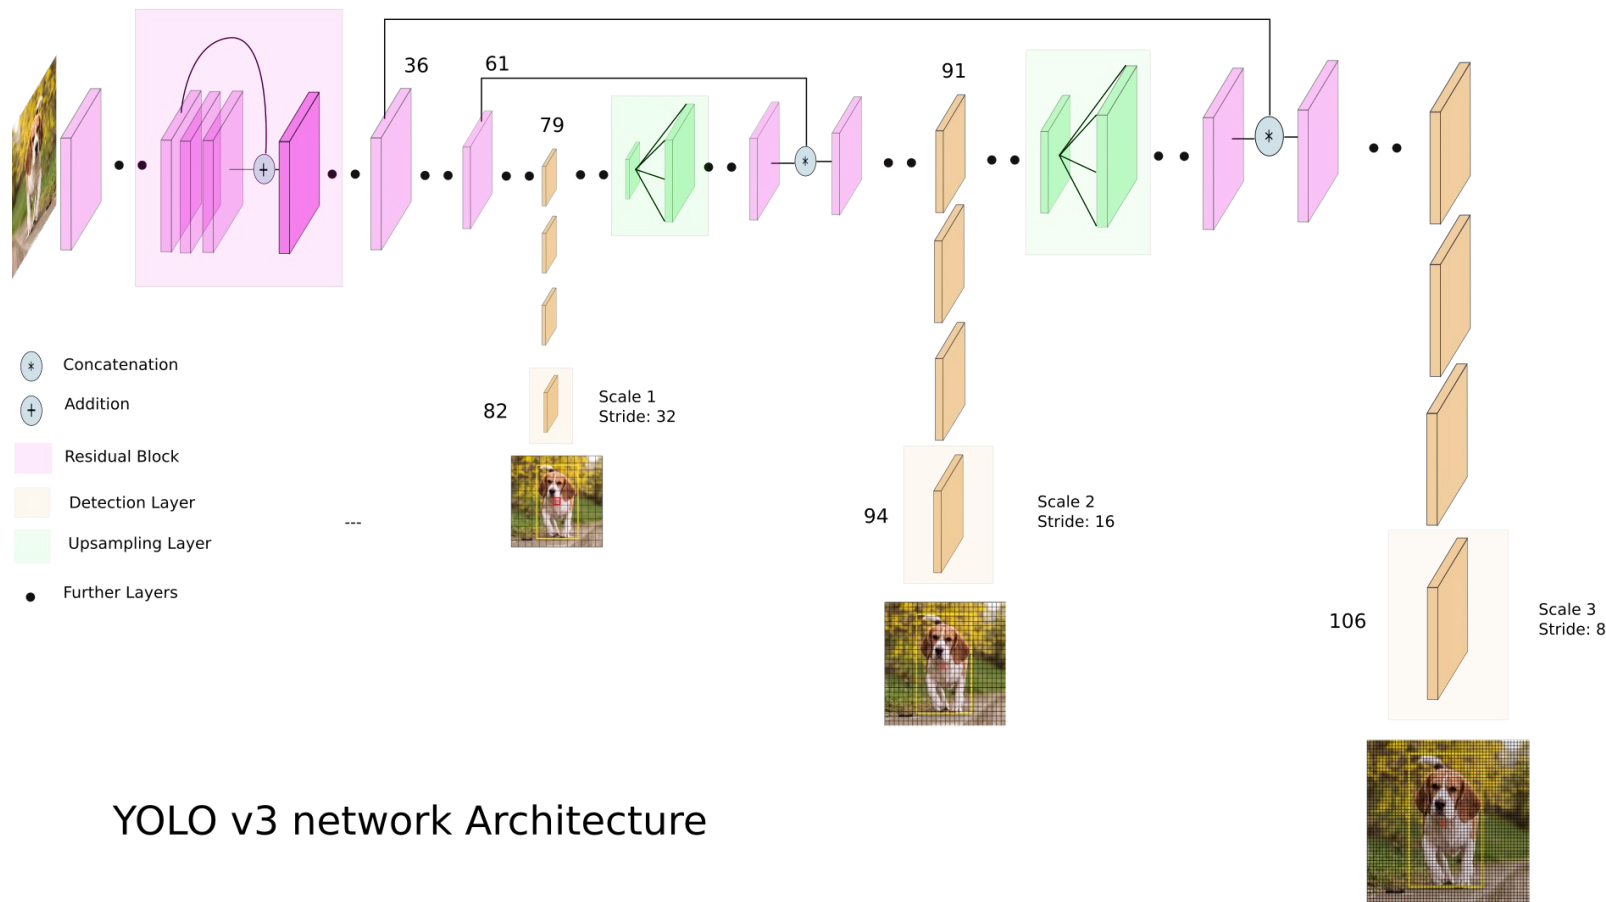 36
61
91
79
*
*
+
*
Concatenation
+
Addition
Residual Block
Detection Layer
Upsampling Layer
Further Layers
---
82
Scale 1
Stride: 32
94
Scale 2
Stride: 16
106
Scale 3
Stride: 8
YOLO v3 network Architecture